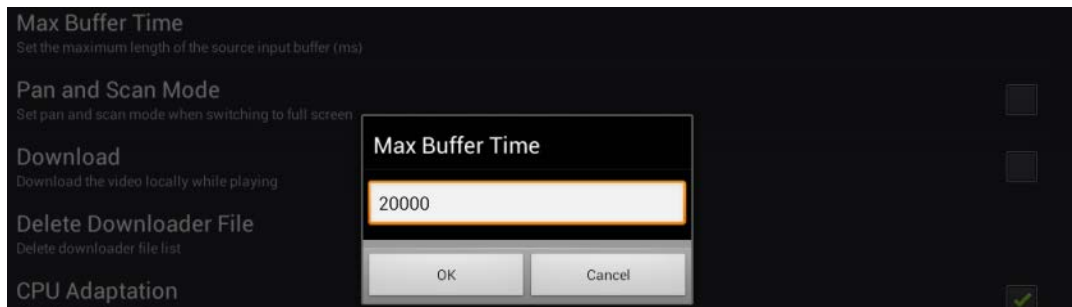 Max Buffer Time
Set the maximum length of the source input buffer (ms)
Pan and Scan Mode
Set pan and scan mode when switching to full screen
Download
Download the video locally while playing
Delete Downloader File
Delete downloader file list
CPU Adaptation
Max Buffer Time
20000
OK Cancel